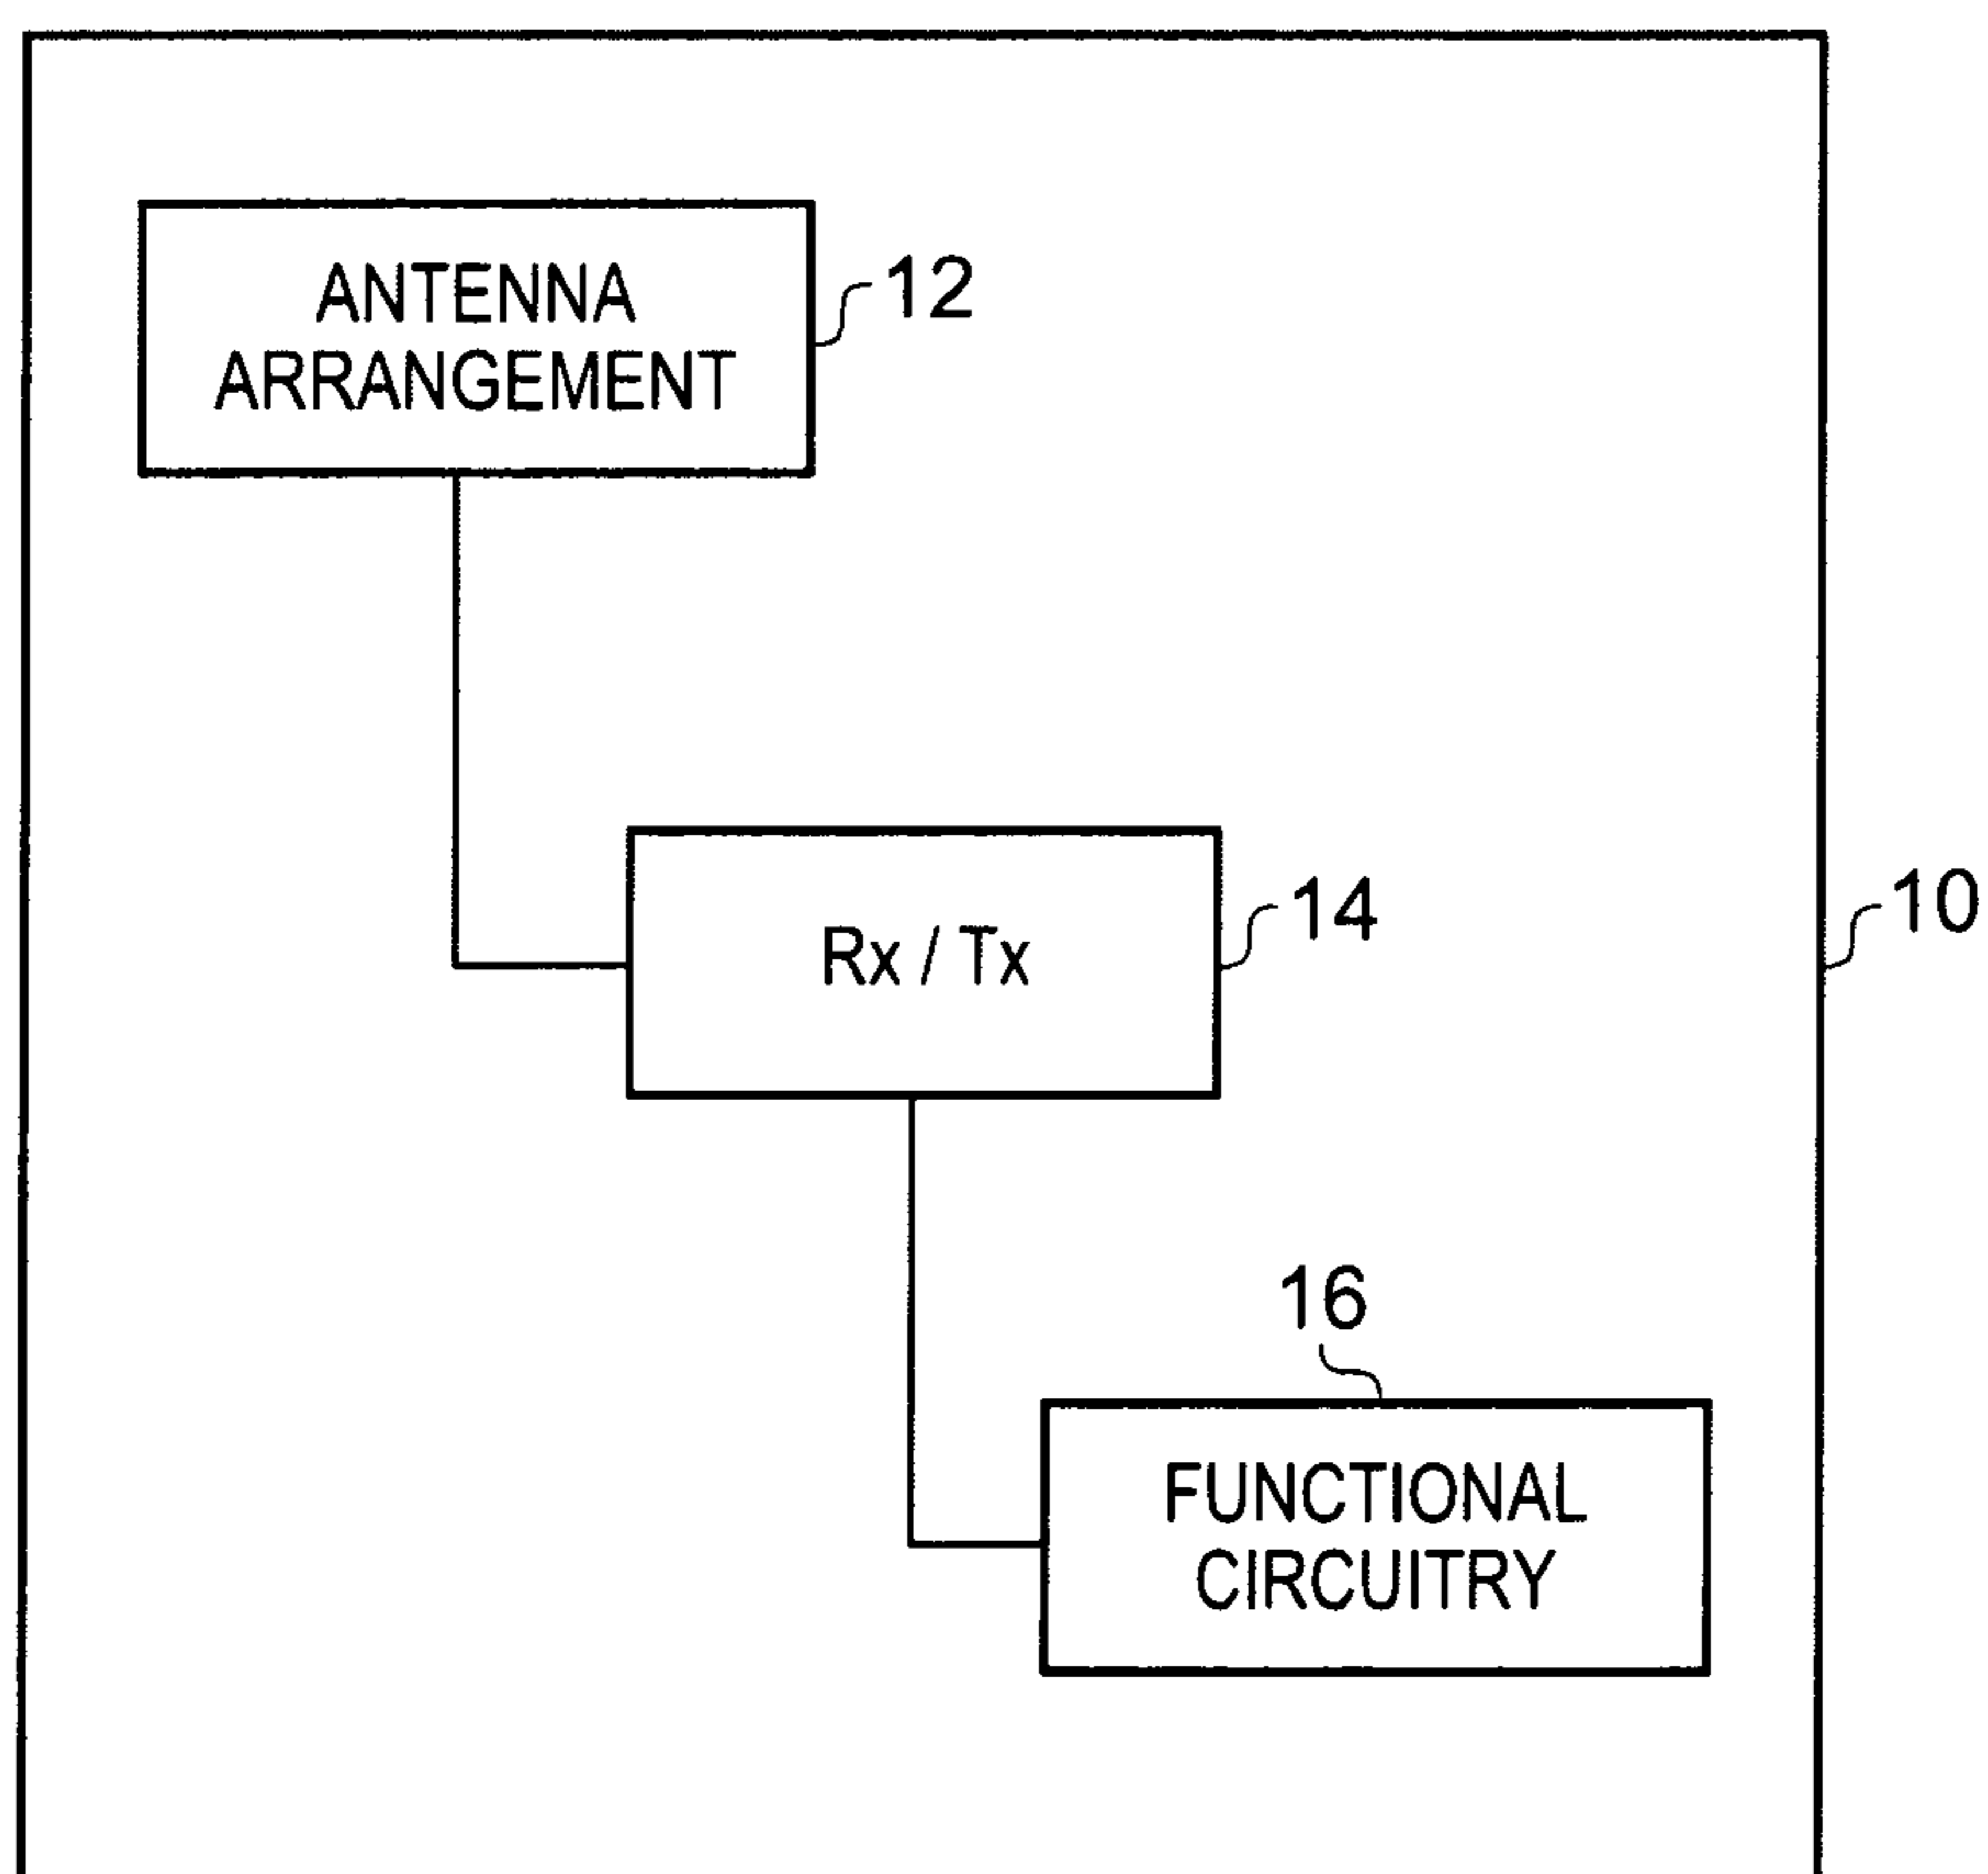 ANTENNA
ARRANGEMENT
12
Rx / Tx
14
10
16
FUNCTIONAL
CIRCUITRY